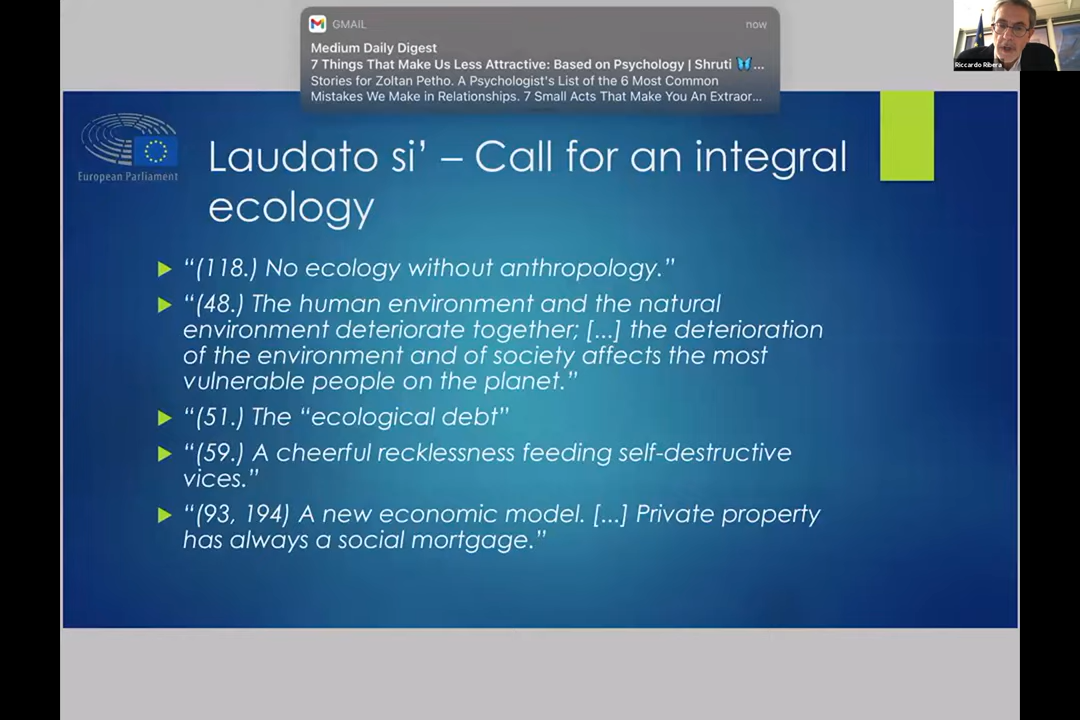 GMAIL
now
Medium Daily Digest
7 Things That Make Us Less Attractive: Based on Psychology | Shruti 🦋...
Stories for Zoltan Petho. A Psychologist's List of the 6 Most Common
Mistakes We Make in Relationships. 7 Small Acts That Make You An Extraor...
Riccardo Ribera
European Parliament
Laudato si’ – Call for an integral
ecology
“(118.) No ecology without anthropology.”
“(48.) The human environment and the natural
environment deteriorate together; [...] the deterioration
of the environment and of society affects the most
vulnerable people on the planet.”
“(51.) The “ecological debt”
“(59.) A cheerful recklessness feeding self-destructive
vices.”
“(93, 194) A new economic model. [...] Private property
has always a social mortgage.”